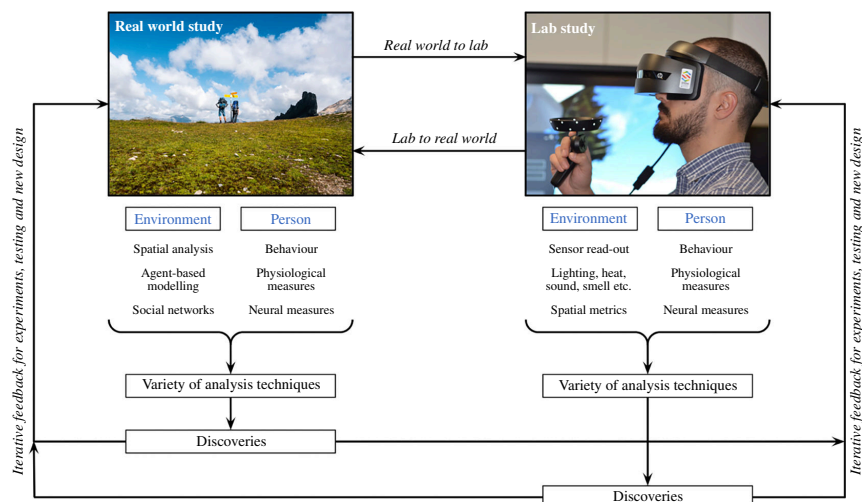 Real world study
Real world to lab
Lab study
Lab to real world
Iterative feedback for experiments, testing and new design
Environment
Person
Spatial analysis
Behaviour
Agent-based
modelling
Physiological
measures
Social networks
Neural measures
Environment
Person
Sensor read-out
Behaviour
Lighting, heat,
sound, smell etc.
Physiological
measures
Spatial metrics
Neural measures
Iterative feedback for experiments, testing and new design
Variety of analysis techniques
Variety of analysis techniques
Discoveries
Discoveries